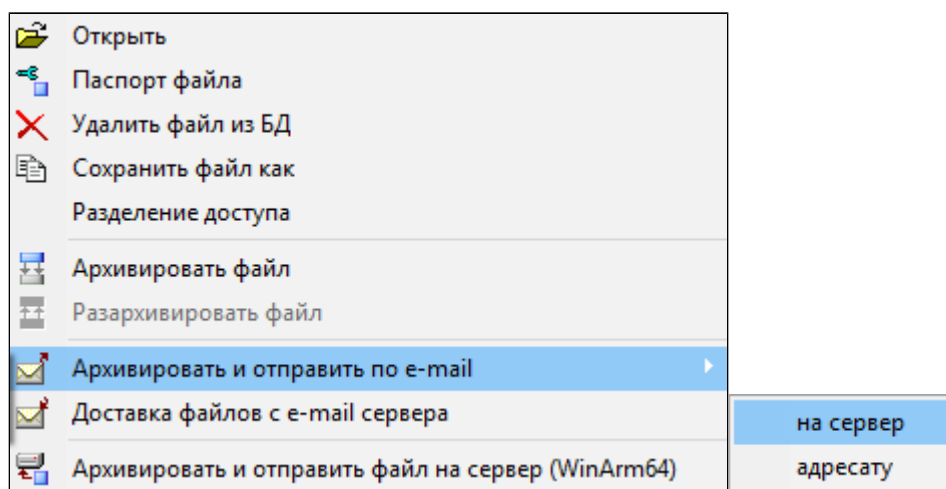 Открыть
Паспорт файла
Удалить файл из БД
Сохранить файл как
Разделение доступа
Архивировать файл
Разархивировать файл
Архивировать и отправить по e-mail
Доставка файлов с e-mail сервера
на сервер
Архивировать и отправить файл на сервер (WinArm64)
адресату